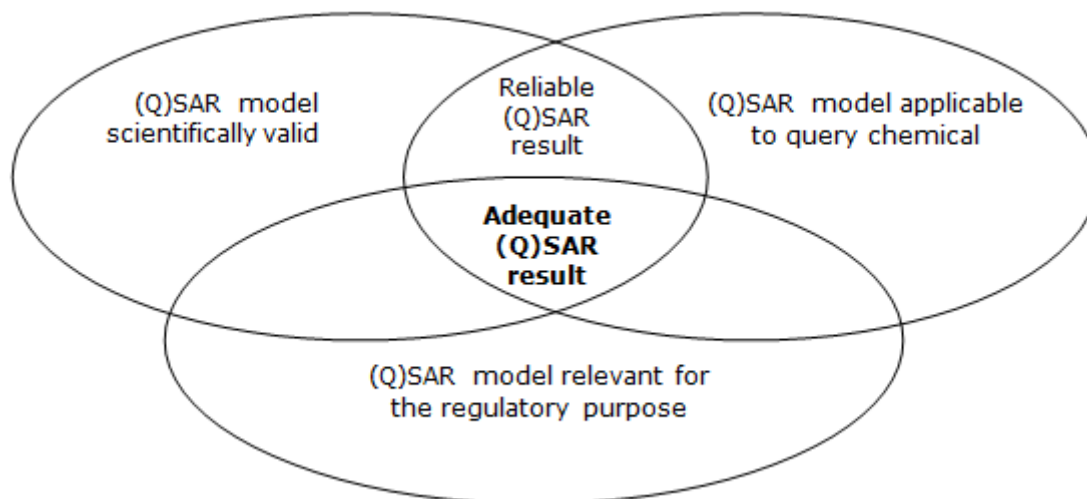 (Q)SAR model
scientifically valid
Reliable
(Q)SAR
result
(Q)SAR model applicable
to query chemical
Adequate
(Q)SAR
result
(Q)SAR model relevant for
the regulatory purpose